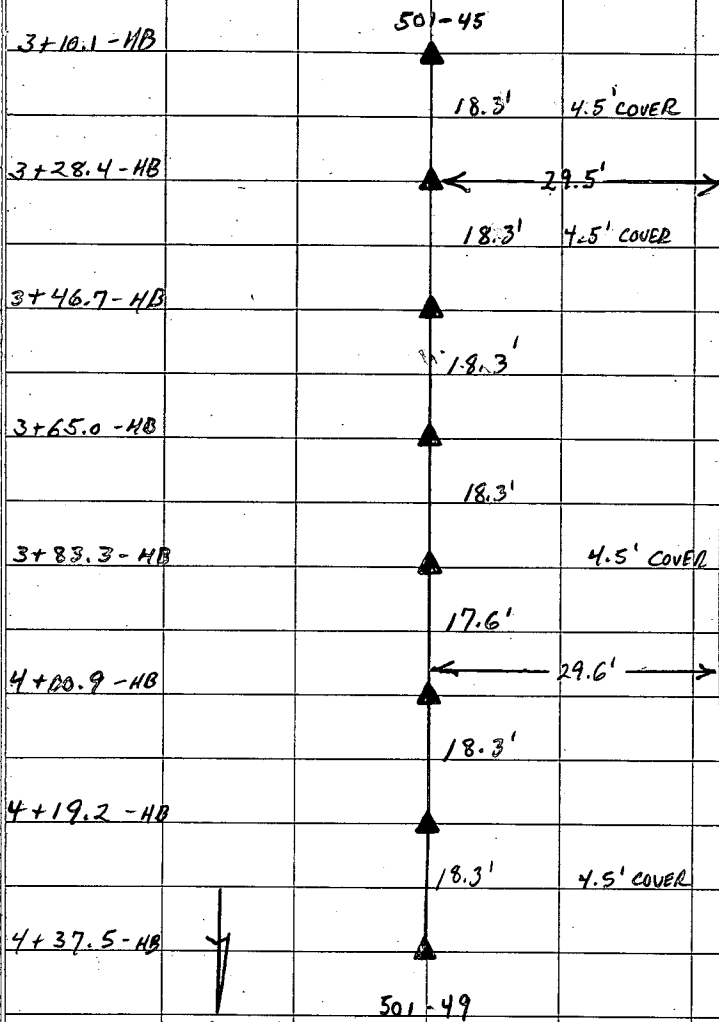 501-45
3+10.1-HB
18.3' 4.5' COVER
3+28.4-HB
29.5'
18.3' 4.5' COVER
3+46.7-HB
18.3'
3+65.0-HB
18.3'
3+83.3-HB
4.5' COVER
17.6'
29.6'
4+00.9-HB
18.3'
4+19.2-HB
18.3' 4.5' COVER
4+37.5-HB
501-49